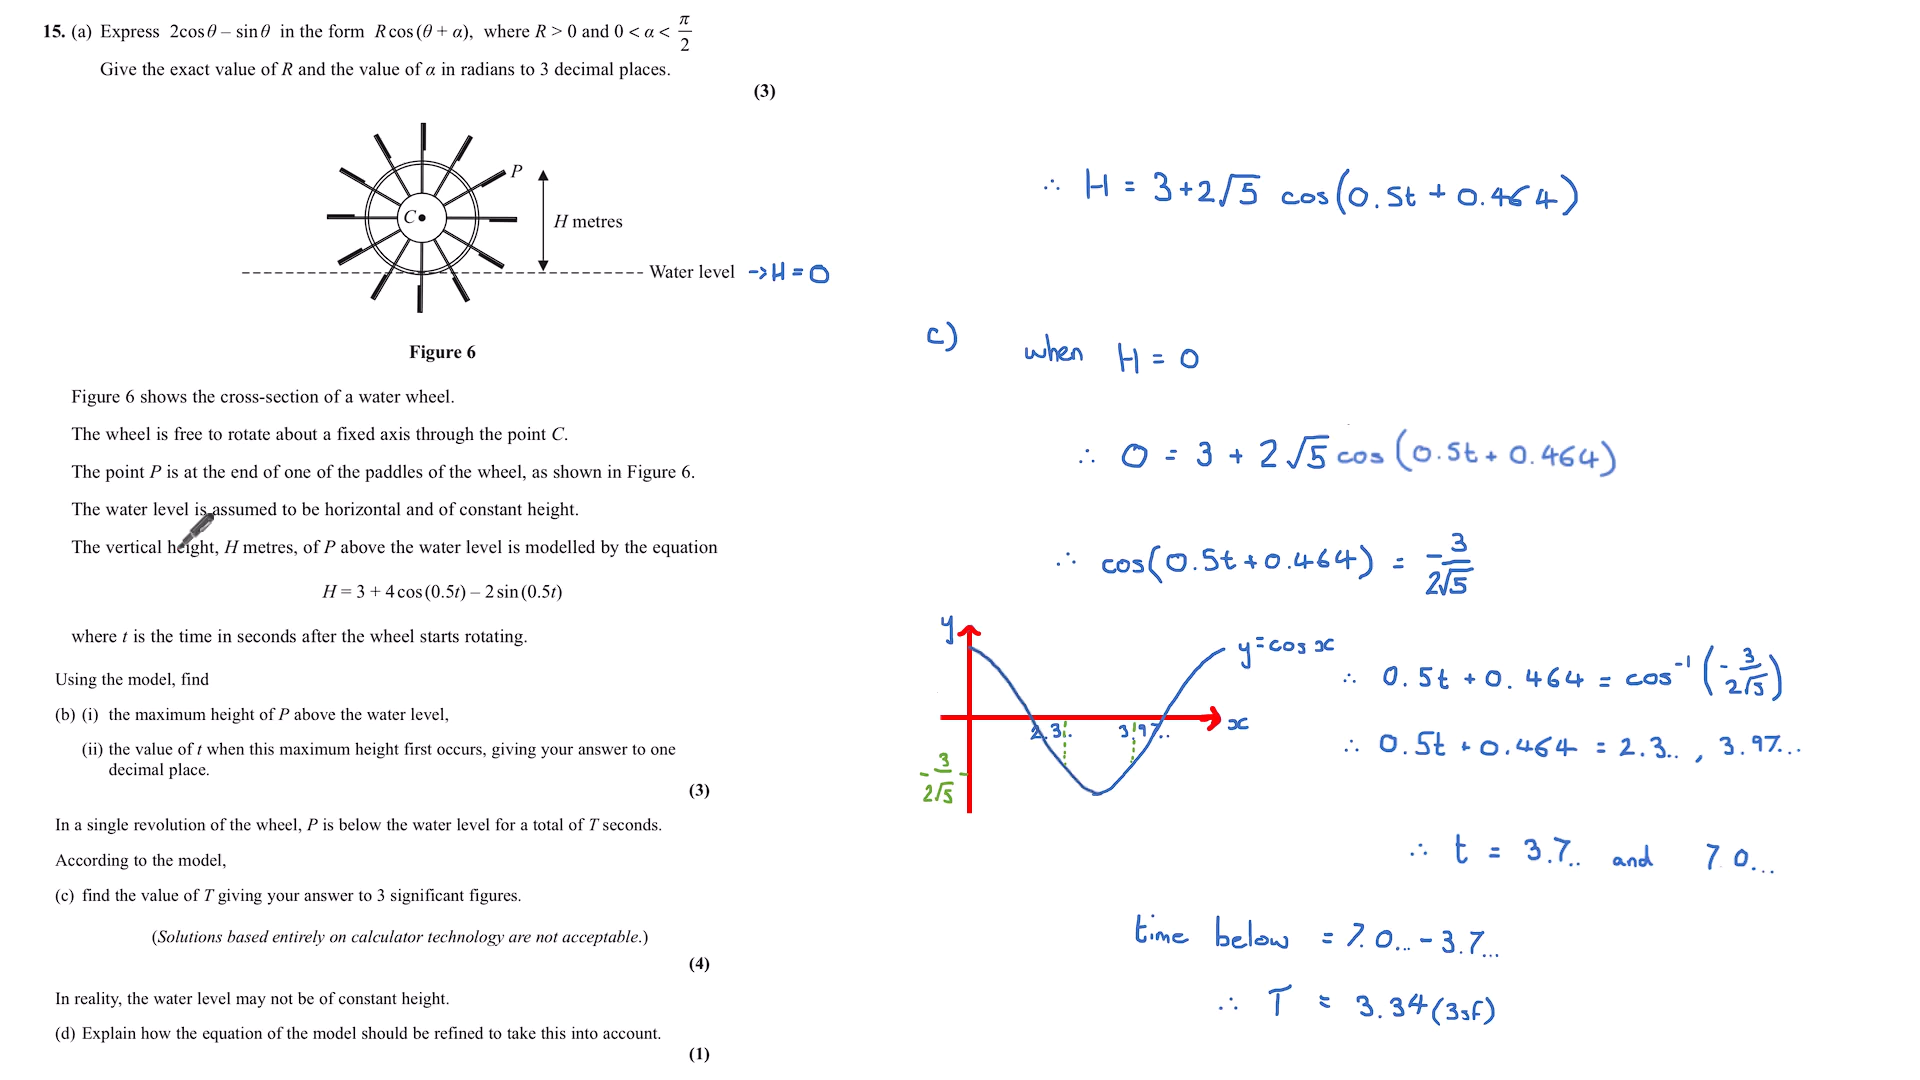 15. (a) Express 2cosθ – sinθ in the form Rcos(θ + α), where R > 0 and 0 < α < π/2
Give the exact value of R and the value of α in radians to 3 decimal places.
(3)
P
C
H metres
Water level -> H = 0
Figure 6
Figure 6 shows the cross-section of a water wheel.
The wheel is free to rotate about a fixed axis through the point C.
The point P is at the end of one of the paddles of the wheel, as shown in Figure 6.
The water level is assumed to be horizontal and of constant height.
The vertical height, H metres, of P above the water level is modelled by the equation
H = 3 + 4cos(0.5t) – 2sin(0.5t)
where t is the time in seconds after the wheel starts rotating.
Using the model, find
(b) (i) the maximum height of P above the water level,
(ii) the value of t when this maximum height first occurs, giving your answer to one
decimal place.
(3)
In a single revolution of the wheel, P is below the water level for a total of T seconds.
According to the model,
(c) find the value of T giving your answer to 3 significant figures.
(Solutions based entirely on calculator technology are not acceptable.)
(4)
In reality, the water level may not be of constant height.
(d) Explain how the equation of the model should be refined to take this into account.
(1)
∴ H = 3+2√5 cos(0.5t + 0.464)
c) when H = 0
∴ 0 = 3 + 2√5 cos(0.5t + 0.464)
∴ cos(0.5t + 0.464) = -3/2√5
y
y=cos x
x
2.3..
3.97..
-3/2√5
∴ 0.5t + 0.464 = cos⁻¹(-3/2√5)
∴ 0.5t + 0.464 = 2.3.. , 3.97...
∴ t = 3.7.. and 7.0...
time below = 7.0... - 3.7...
∴ T = 3.34 (3sf)